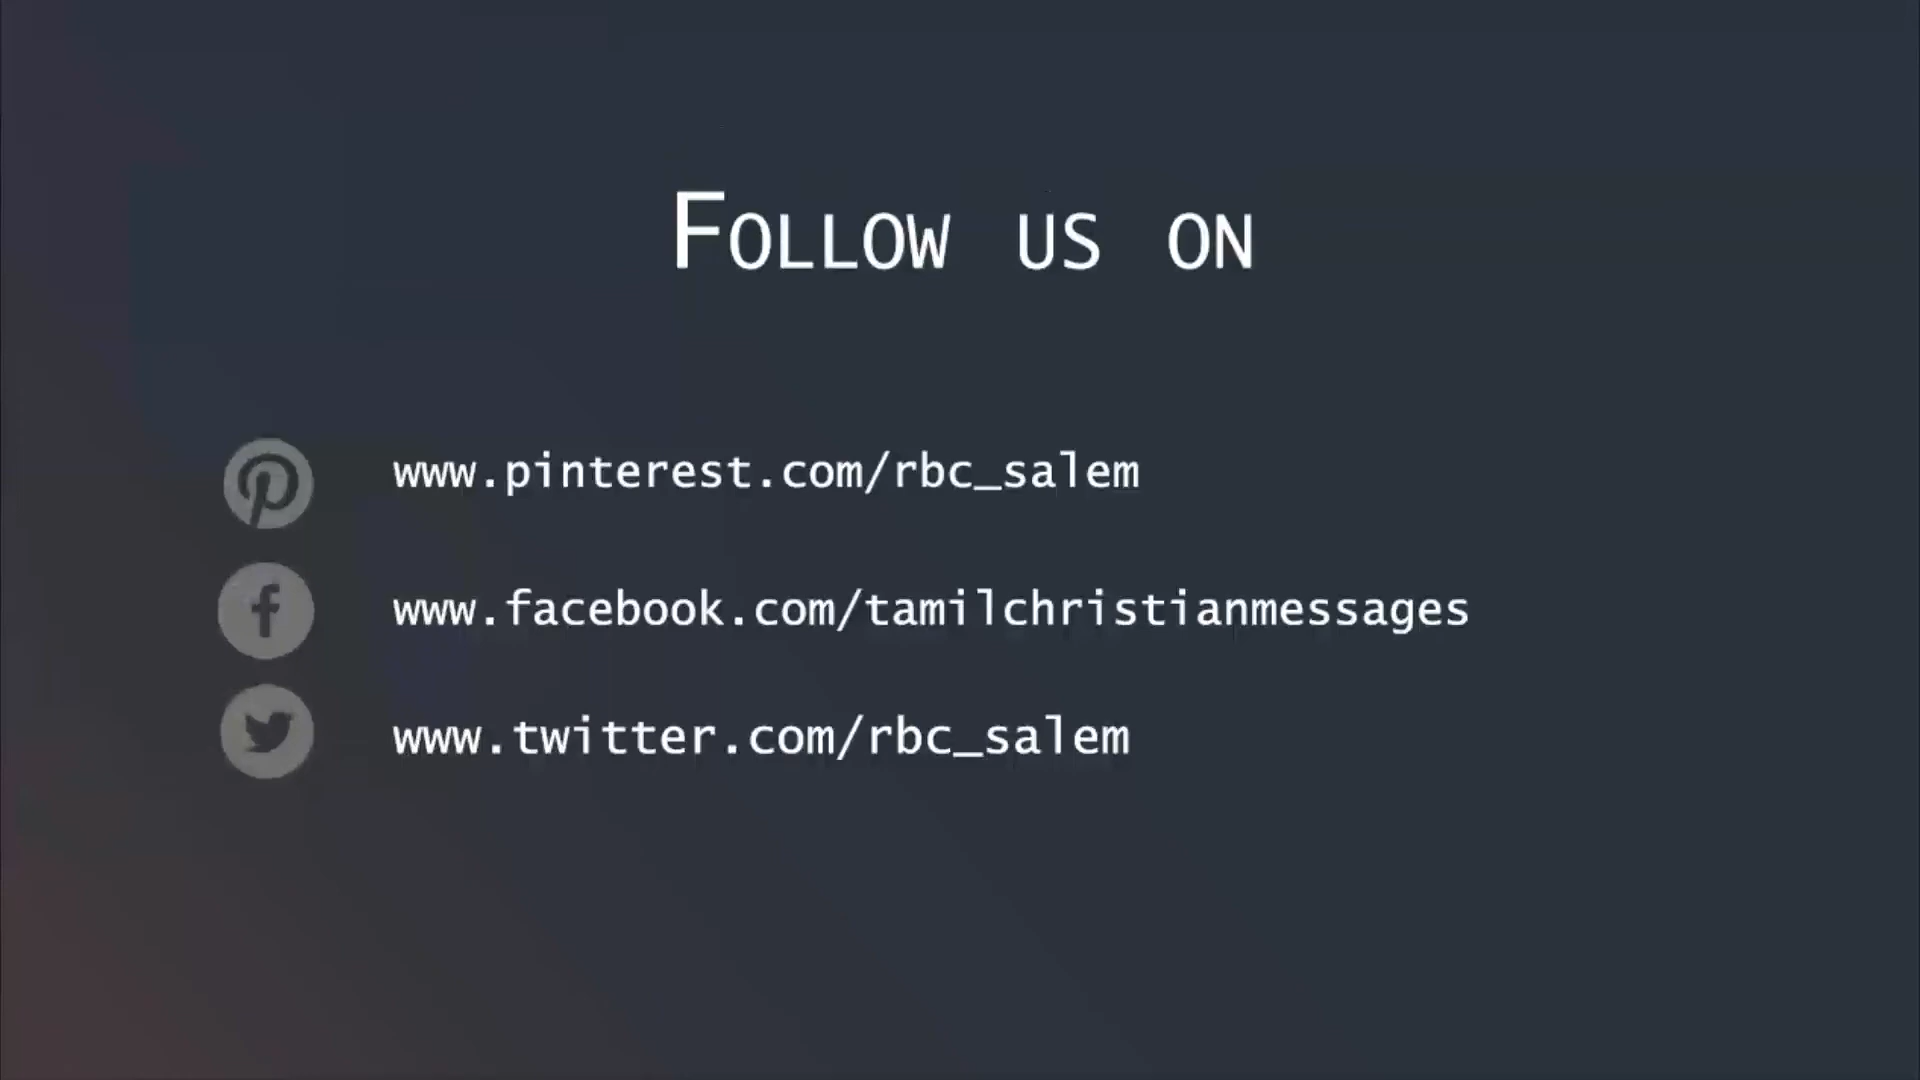 Follow us on
www.pinterest.com/rbc_salem
www.facebook.com/tamilchristianmessages
www.twitter.com/rbc_salem